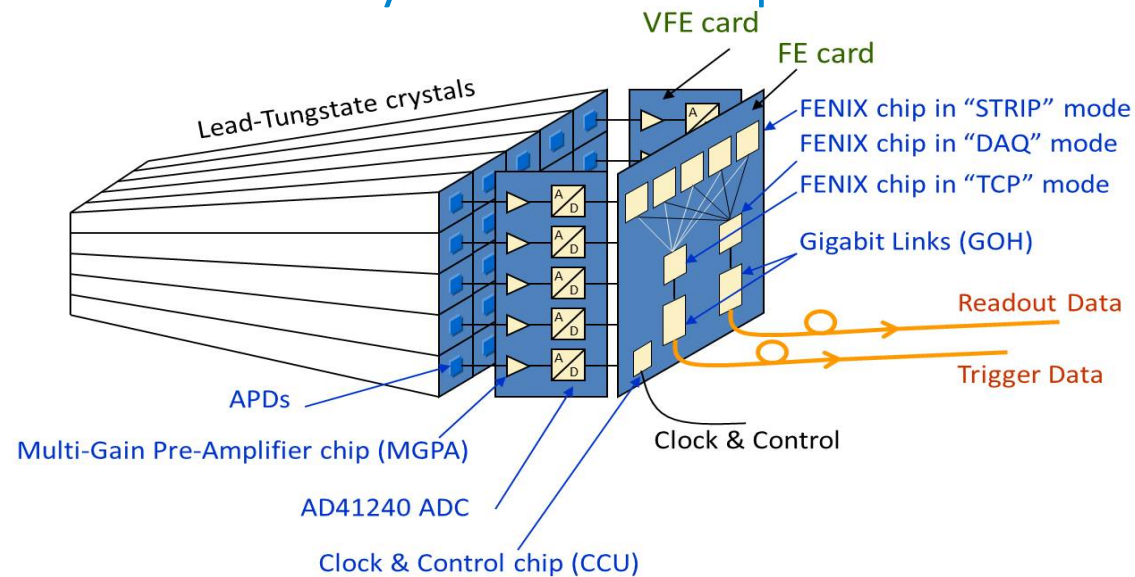 VFE card
FE card
Lead-Tungstate crystals
FENIX chip in “STRIP” mode
FENIX chip in “DAQ” mode
FENIX chip in “TCP” mode
Gigabit Links (GOH)
A
A D
A D
A D
A D
A D
Readout Data
Trigger Data
APDs
Clock & Control
Multi-Gain Pre-Amplifier chip (MGPA)
AD41240 ADC
Clock & Control chip (CCU)